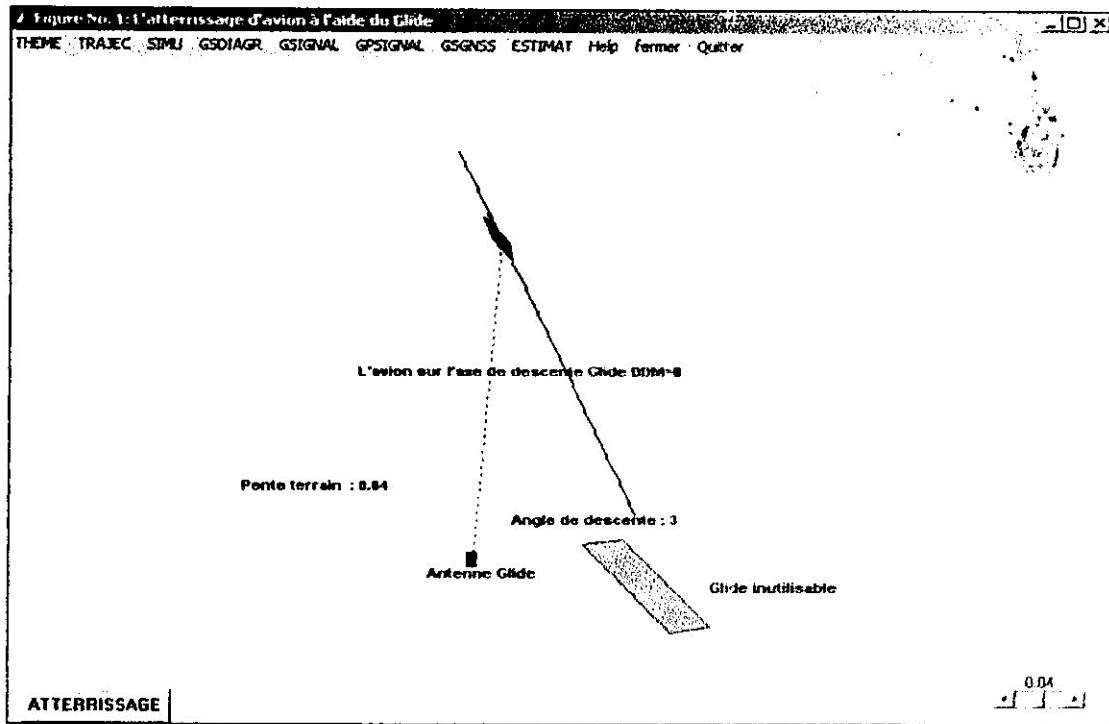 Figure No. 1: L'atterrissage d'avion à l'aide du Glide
THEME TRAJEC SIMU GSDIAGR GSIGNAL GPSIGNAL GSGNSS ESTIMAT Help Fermer Quitter
L'avion sur l'axe de descente Glide DDM=0
Pente terrain : 0.04
Angle de descente : 3
Antenne Glide
Glide inutilisable
0.04
ATTERRISSAGE